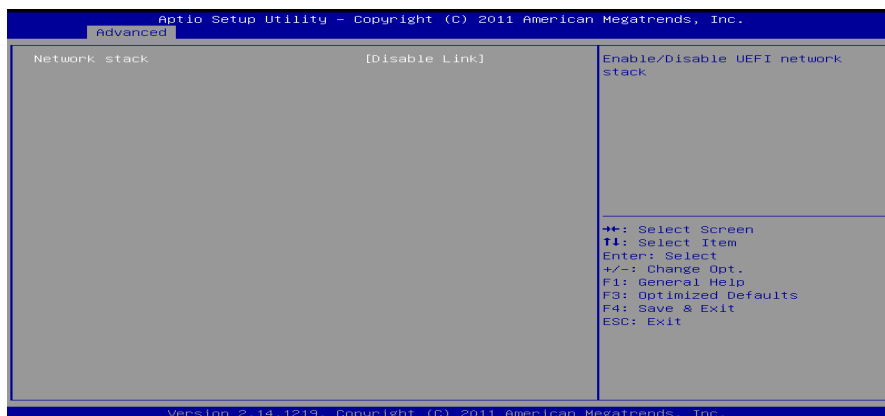 Aptio Setup Utility – Copyright (C) 2011 American Megatrends, Inc.
Advanced
Network stack [Disable Link]
Enable/Disable UEFI network
stack
→←: Select Screen
↑↓: Select Item
Enter: Select
+/-: Change Opt.
F1: General Help
F3: Optimized Defaults
F4: Save & Exit
ESC: Exit
Version 2.14.1219. Copyright (C) 2011 American Megatrends, Inc.